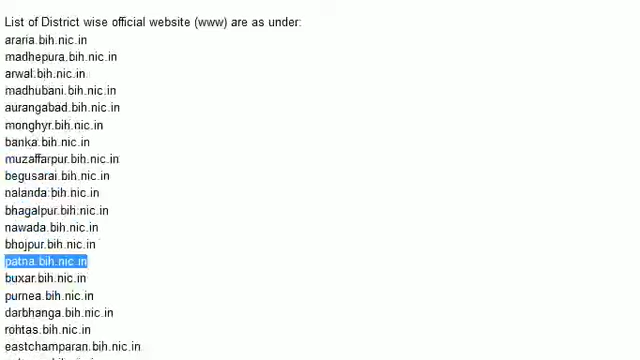 List of District wise official website (www) are as under:
araria.bih.nic.in
madhepura.bih.nic.in
arwal.bih.nic.in
madhubani.bih.nic.in
aurangabad.bih.nic.in
monghyr.bih.nic.in
banka.bih.nic.in
muzaffarpur.bih.nic.in
begusarai.bih.nic.in
nalanda.bih.nic.in
bhagalpur.bih.nic.in
nawada.bih.nic.in
bhojpur.bih.nic.in
patna.bih.nic.in
buxar.bih.nic.in
purnea.bih.nic.in
darbhanga.bih.nic.in
rohtas.bih.nic.in
eastchamparan.bih.nic.in